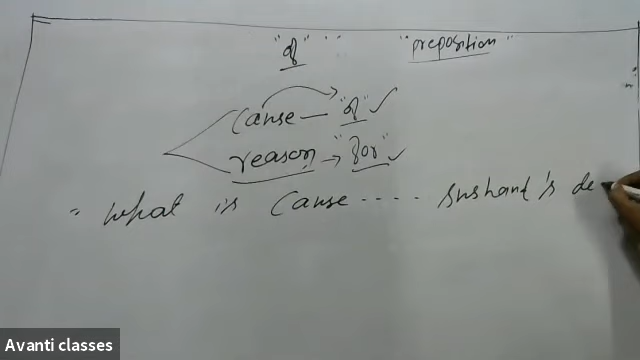 "of" ... "preposition"
Cause — "of" ✓
reason → "for" ✓
" what is Cause .... sushant's de
Avanti classes